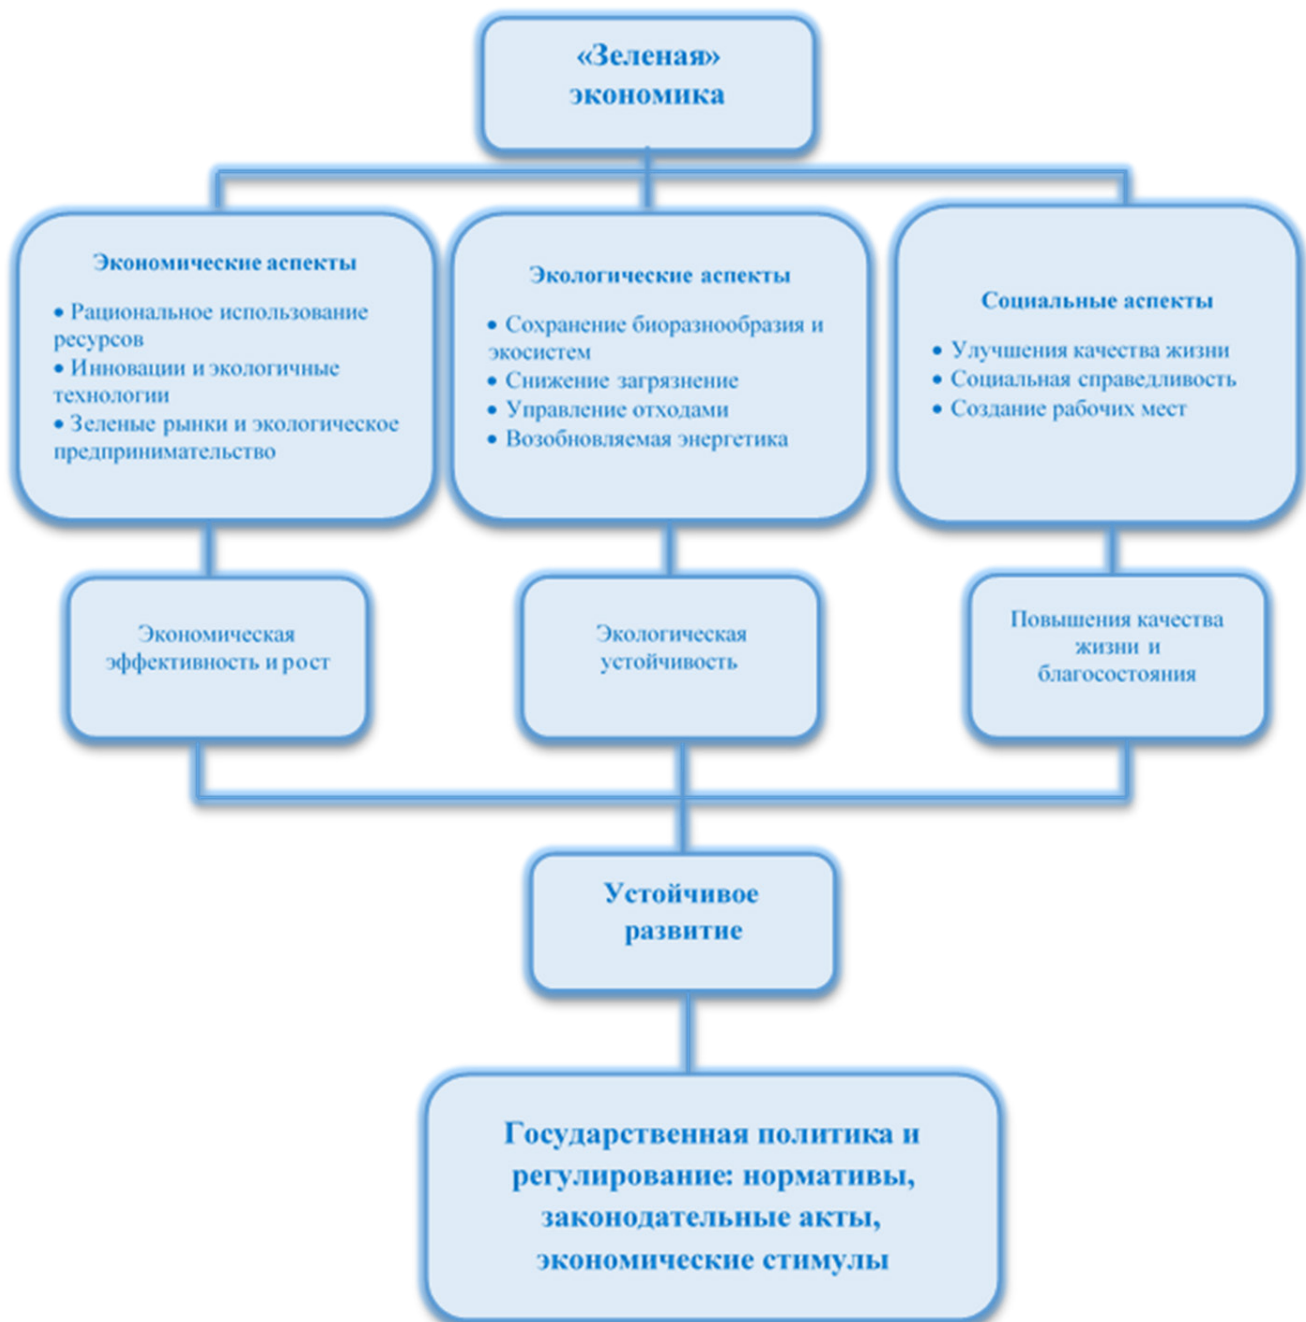 «Зеленая»
экономика
Экономические аспекты
• Рациональное использование
ресурсов
• Инновации и экологичные
технологии
• Зеленые рынки и экологическое
предпринимательство
Экологические аспекты
• Сохранение биоразнообразия и
экосистем
• Снижение загрязнение
• Управление отходами
• Возобновляемая энергетика
Социальные аспекты
• Улучшения качества жизни
• Социальная справедливость
• Создание рабочих мест
Экономическая
эффективность и рост
Экологическая
устойчивость
Повышения качества
жизни и
благосостояния
Устойчивое
развитие
Государственная политика и
регулирование: нормативы,
законодательные акты,
экономические стимулы